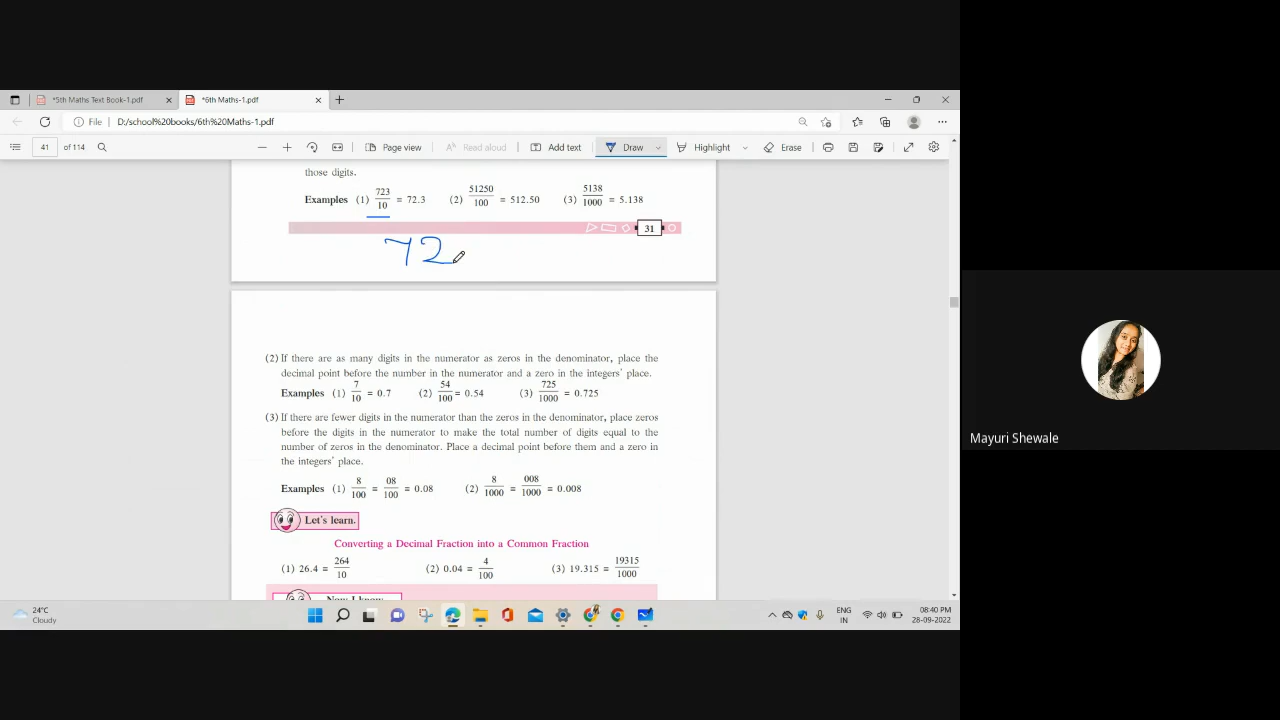 *5th Maths Text Book-1.pdf
*6th Maths-1.pdf
File D:/school%20books/6th%20Maths-1.pdf
41 of 114 Page view Read aloud Add text Draw Highlight Erase
those digits.
Examples (1) 723/10 = 72.3 (2) 51250/100 = 512.50 (3) 5138/1000 = 5.138
31
72
(2) If there are as many digits in the numerator as zeros in the denominator, place the
decimal point before the number in the numerator and a zero in the integers' place.
Examples (1) 7/10 = 0.7 (2) 54/100 = 0.54 (3) 725/1000 = 0.725
(3) If there are fewer digits in the numerator than the zeros in the denominator, place zeros
before the digits in the numerator to make the total number of digits equal to the
number of zeros in the denominator. Place a decimal point before them and a zero in
the integers' place.
Examples (1) 8/100 = 08/100 = 0.08 (2) 8/1000 = 008/1000 = 0.008
Let's learn.
Converting a Decimal Fraction into a Common Fraction
(1) 26.4 = 264/10 (2) 0.04 = 4/100 (3) 19.315 = 19315/1000
Now I know
24°C
Cloudy
ENG
IN
08:40 PM
28-09-2022
Mayuri Shewale